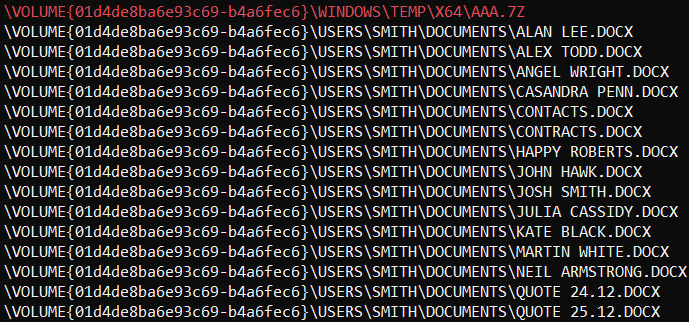 \VOLUME{01d4de8ba6e93c69-b4a6fec6}\WINDOWS\TEMP\X64\AAA.7Z
\VOLUME{01d4de8ba6e93c69-b4a6fec6}\USERS\SMITH\DOCUMENTS\ALAN LEE.DOCX
\VOLUME{01d4de8ba6e93c69-b4a6fec6}\USERS\SMITH\DOCUMENTS\ALEX TODD.DOCX
\VOLUME{01d4de8ba6e93c69-b4a6fec6}\USERS\SMITH\DOCUMENTS\ANGEL WRIGHT.DOCX
\VOLUME{01d4de8ba6e93c69-b4a6fec6}\USERS\SMITH\DOCUMENTS\CASANDRA PENN.DOCX
\VOLUME{01d4de8ba6e93c69-b4a6fec6}\USERS\SMITH\DOCUMENTS\CONTACTS.DOCX
\VOLUME{01d4de8ba6e93c69-b4a6fec6}\USERS\SMITH\DOCUMENTS\CONTRACTS.DOCX
\VOLUME{01d4de8ba6e93c69-b4a6fec6}\USERS\SMITH\DOCUMENTS\HAPPY ROBERTS.DOCX
\VOLUME{01d4de8ba6e93c69-b4a6fec6}\USERS\SMITH\DOCUMENTS\JOHN HAWK.DOCX
\VOLUME{01d4de8ba6e93c69-b4a6fec6}\USERS\SMITH\DOCUMENTS\JOSH SMITH.DOCX
\VOLUME{01d4de8ba6e93c69-b4a6fec6}\USERS\SMITH\DOCUMENTS\JULIA CASSIDY.DOCX
\VOLUME{01d4de8ba6e93c69-b4a6fec6}\USERS\SMITH\DOCUMENTS\KATE BLACK.DOCX
\VOLUME{01d4de8ba6e93c69-b4a6fec6}\USERS\SMITH\DOCUMENTS\MARTIN WHITE.DOCX
\VOLUME{01d4de8ba6e93c69-b4a6fec6}\USERS\SMITH\DOCUMENTS\NEIL ARMSTRONG.DOCX
\VOLUME{01d4de8ba6e93c69-b4a6fec6}\USERS\SMITH\DOCUMENTS\QUOTE 24.12.DOCX
\VOLUME{01d4de8ba6e93c69-b4a6fec6}\USERS\SMITH\DOCUMENTS\QUOTE 25.12.DOCX